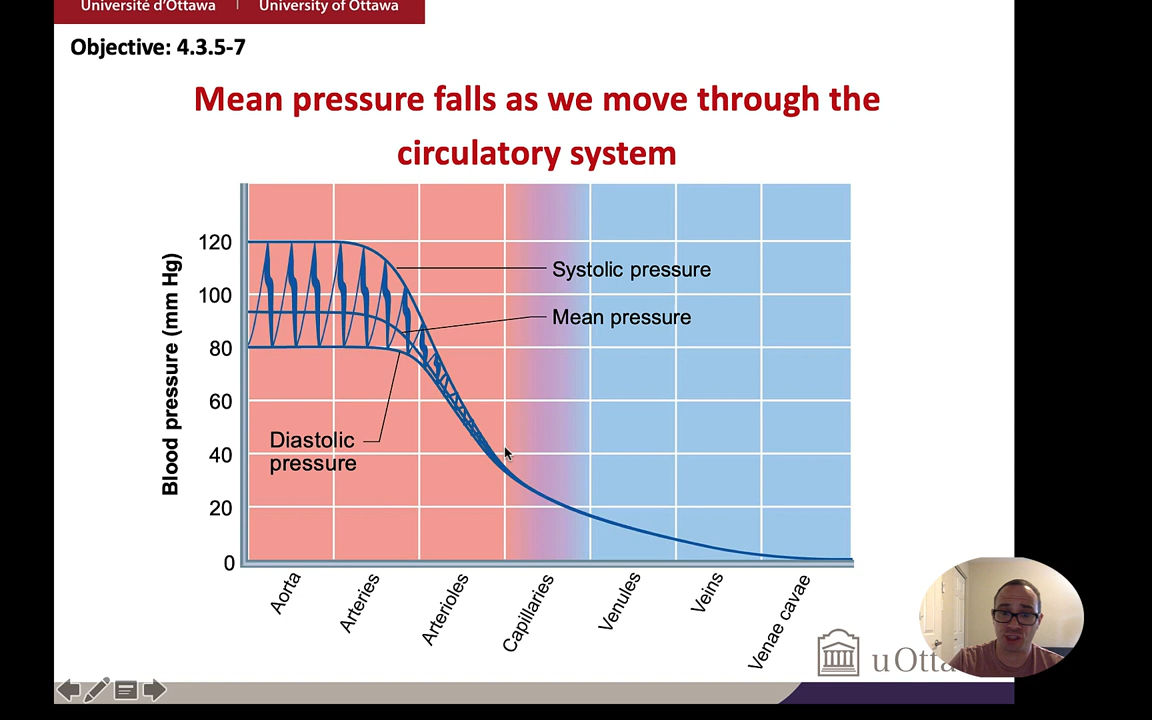 Université d'Ottawa | University of Ottawa
Objective: 4.3.5-7
Mean pressure falls as we move through the
circulatory system
Blood pressure (mm Hg)
120
100
80
60
40
20
0
Systolic pressure
Mean pressure
Diastolic
pressure
Aorta
Arteries
Arterioles
Capillaries
Venules
Veins
Venae cavae